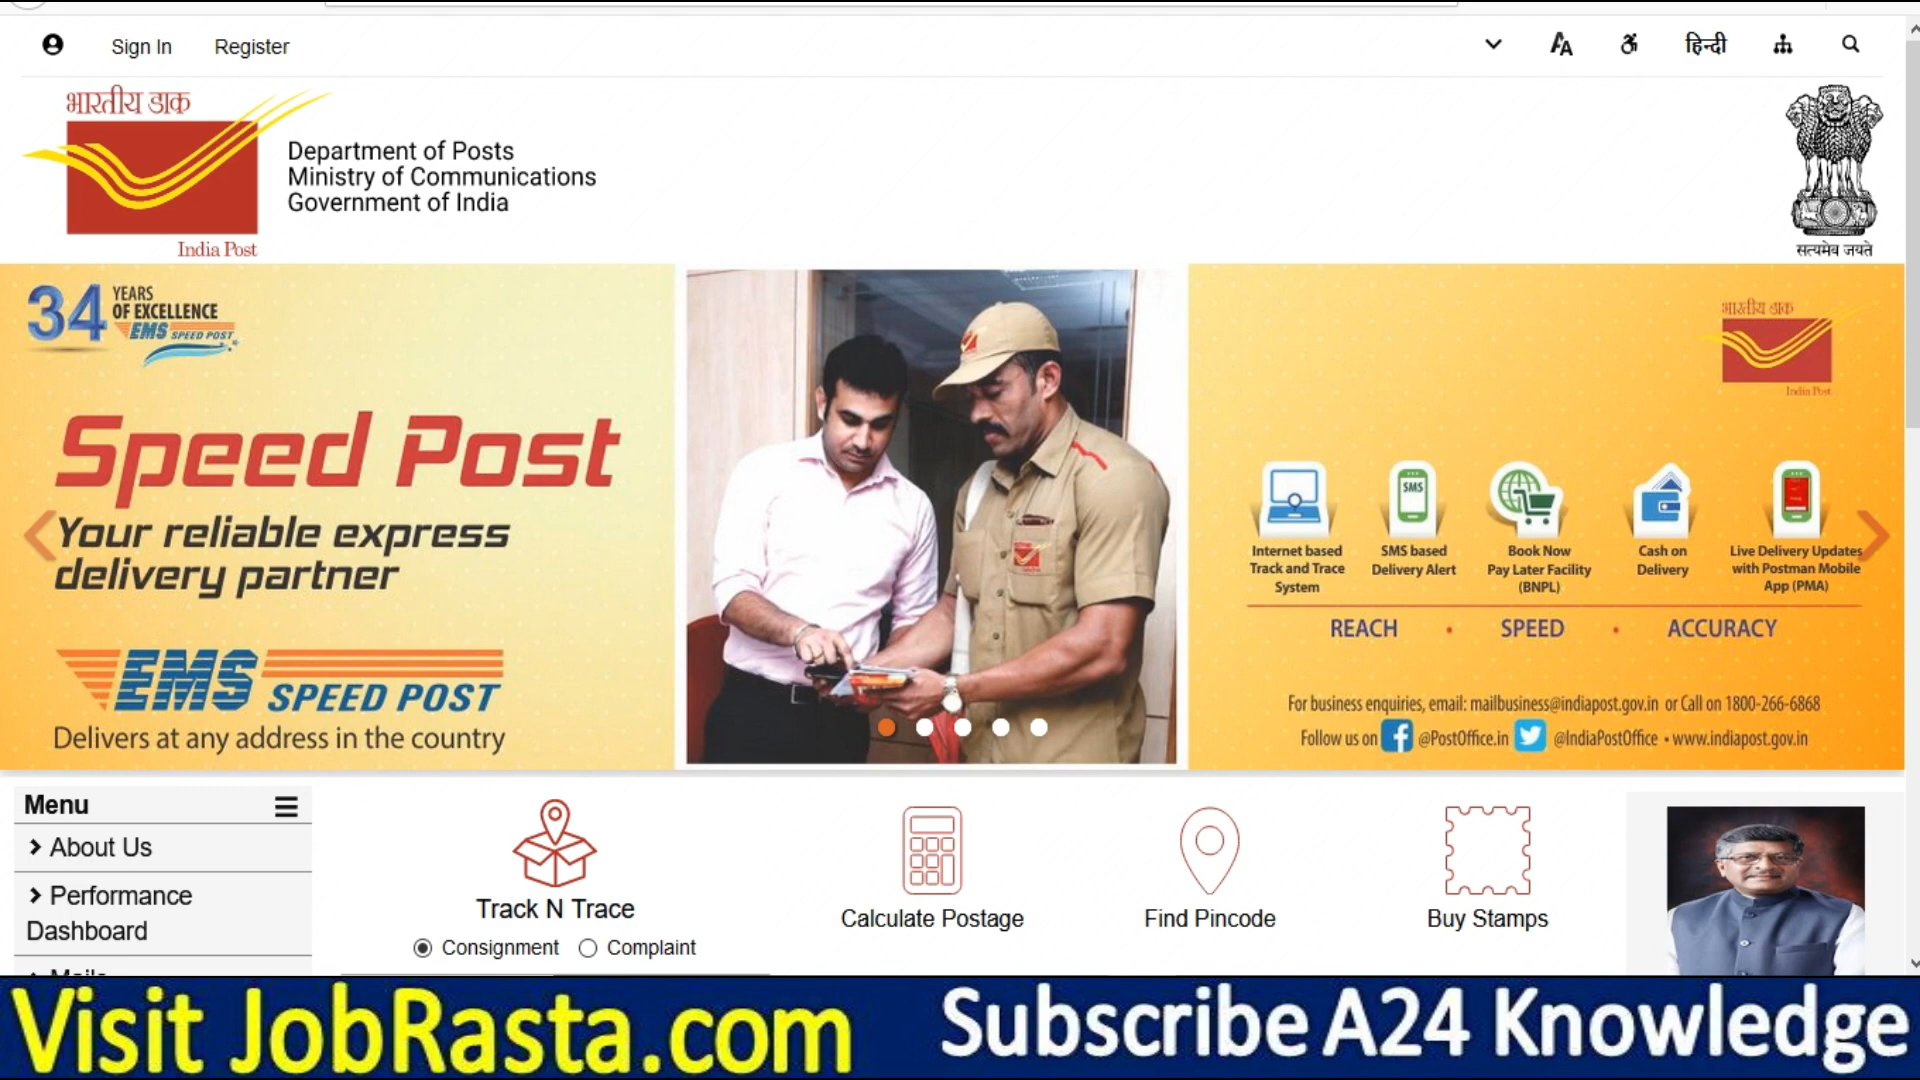 Sign In
Register
हिन्दी
भारतीय डाक
India Post
Department of Posts
Ministry of Communications
Government of India
सत्यमेव जयते
34 YEARS
OF EXCELLENCE
EMS SPEED POST
Speed Post
Your reliable express
delivery partner
EMS SPEED POST
Delivers at any address in the country
भारतीय डाक
India Post
SMS
Internet based
Track and Trace
System
SMS based
Delivery Alert
Book Now
Pay Later Facility
(BNPL)
Cash on
Delivery
Live Delivery Updates
with Postman Mobile
App (PMA)
REACH • SPEED • ACCURACY
For business enquiries, email: mailbusiness@indiapost.gov.in or Call on 1800-266-6868
Follow us on @PostOffice.in @IndiaPostOffice • www.indiapost.gov.in
Menu
About Us
Performance
Dashboard
Track N Trace
Consignment Complaint
Calculate Postage
Find Pincode
Buy Stamps
Visit JobRasta.com
Subscribe A24 Knowledge